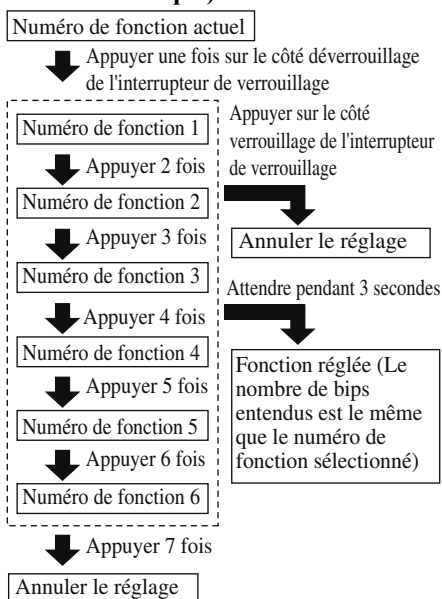 Numéro de fonction actuel
Appuyer une fois sur le côté déverrouillage
de l'interrupteur de verrouillage
Numéro de fonction 1
Appuyer 2 fois
Numéro de fonction 2
Appuyer 3 fois
Numéro de fonction 3
Appuyer 4 fois
Numéro de fonction 4
Appuyer 5 fois
Numéro de fonction 5
Appuyer 6 fois
Numéro de fonction 6
Appuyer sur le côté
verrouillage de l'interrupteur
de verrouillage
Annuler le réglage
Attendre pendant 3 secondes
Fonction réglée (Le
nombre de bips
entendus est le même
que le numéro de
fonction sélectionné)
Appuyer 7 fois
Annuler le réglage